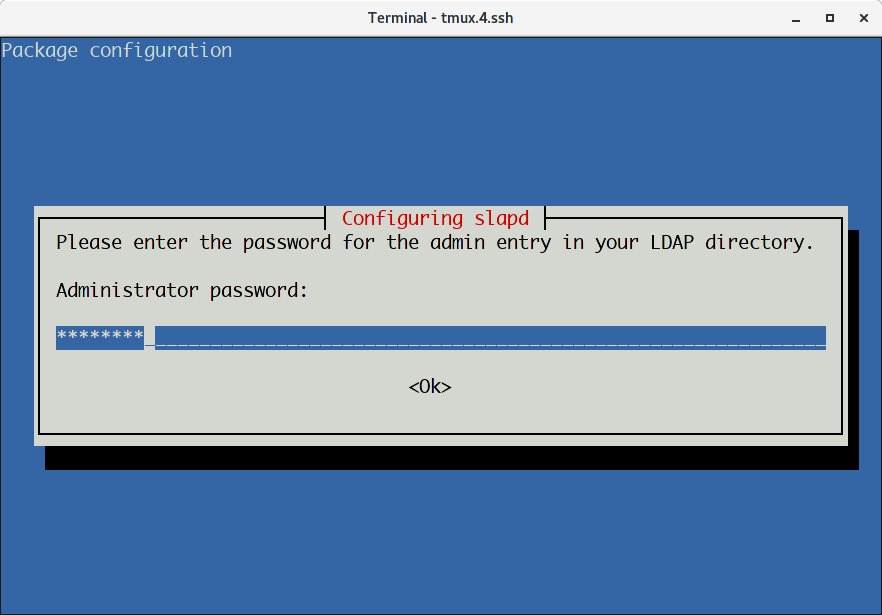 Terminal - tmux.4.ssh
Package configuration
Configuring slapd
Please enter the password for the admin entry in your LDAP directory.
Administrator password:
********_____________________________________________________________
<Ok>